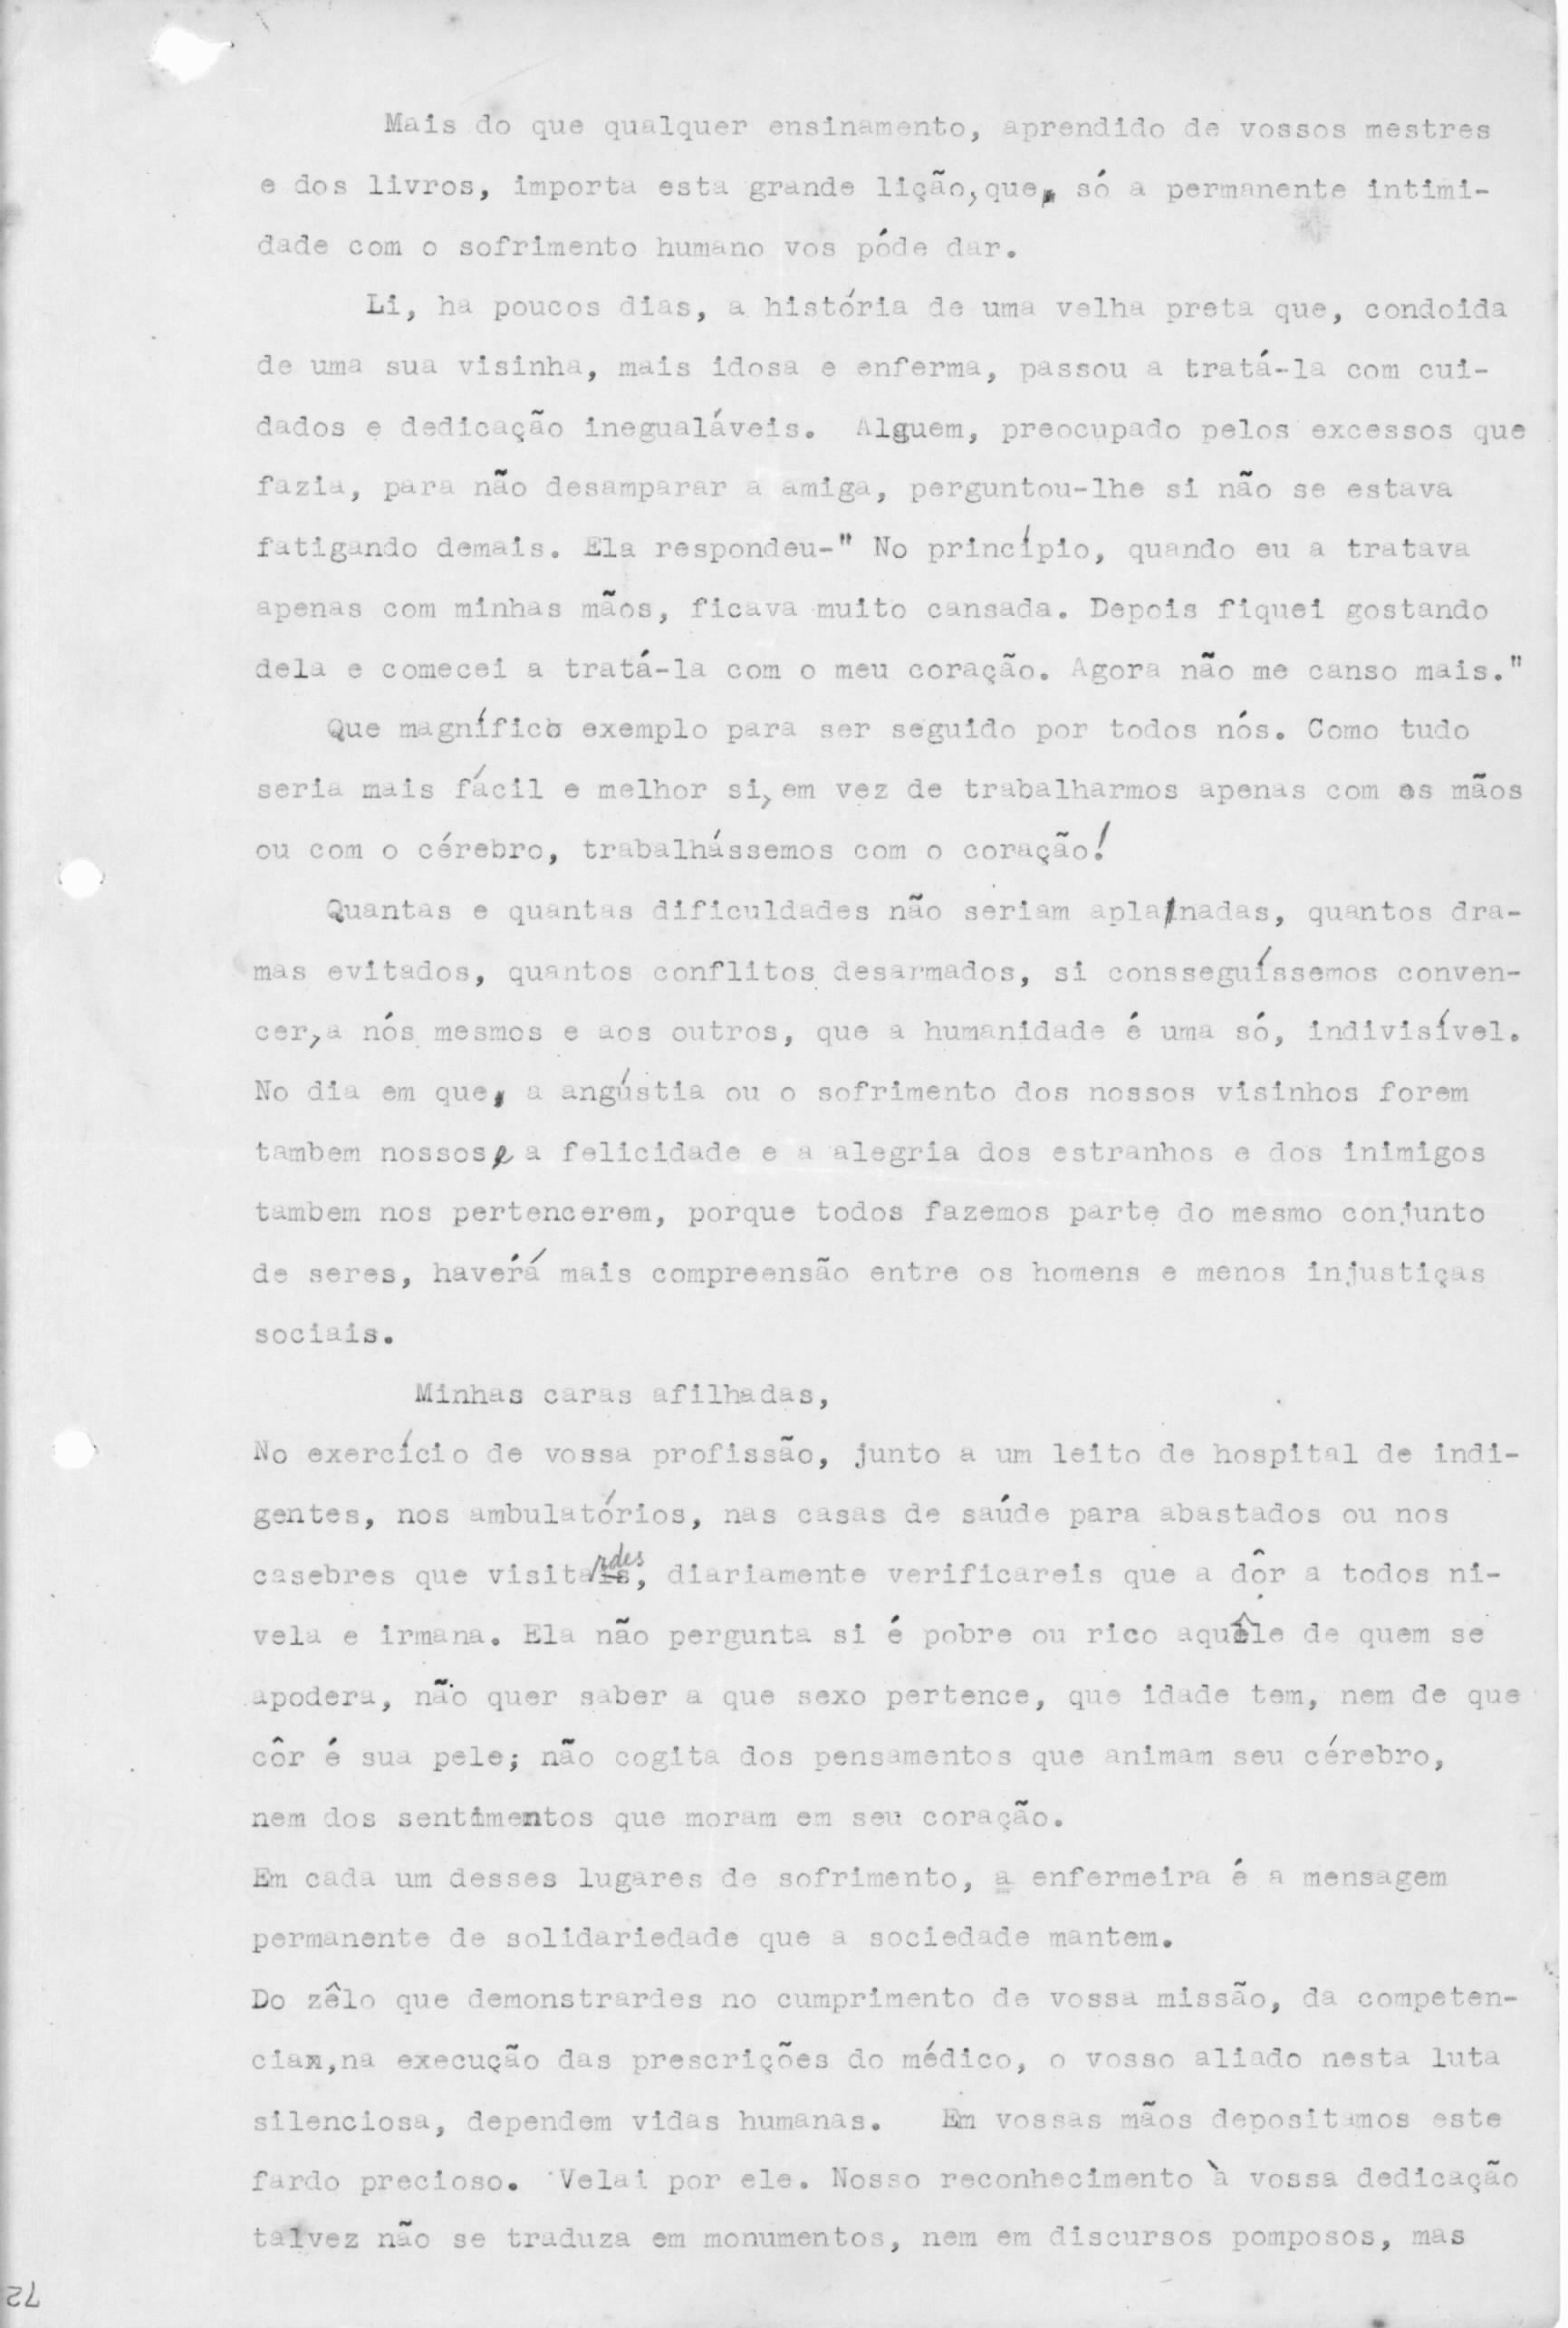 Mais do que qualquer ensinamento, aprendido de vossos mestres
e dos livros, importa esta grande lição, que, só a permanente intimi-
dade com o sofrimento humano vos póde dar.
Li, ha poucos dias, a história de uma velha preta que, condoida
de uma sua visinha, mais idosa e enferma, passou a tratá-la com cui-
dados e dedicação inegualáveis. Alguem, preocupado pelos excessos que
fazia, para não desamparar a amiga, perguntou-lhe si não se estava
fatigando demais. Ela respondeu-" No princípio, quando eu a tratava
apenas com minhas mãos, ficava muito cansada. Depois fiquei gostando
dela e comecei a tratá-la com o meu coração. Agora não me canso mais."
Que magnífico exemplo para ser seguido por todos nós. Como tudo
seria mais fácil e melhor si, em vez de trabalharmos apenas com as mãos
ou com o cérebro, trabalhássemos com o coração!
Quantas e quantas dificuldades não seriam aplainadas, quantos dra-
mas evitados, quantos conflitos desarmados, si consseguíssemos conven-
cer, a nós mesmos e aos outros, que a humanidade é uma só, indivisível.
No dia em que, a angústia ou o sofrimento dos nossos visinhos forem
tambem nossos e a felicidade e a alegria dos estranhos e dos inimigos
tambem nos pertencerem, porque todos fazemos parte do mesmo conjunto
de seres, haverá mais compreensão entre os homens e menos injustiças
sociais.
Minhas caras afilhadas,
No exercício de vossa profissão, junto a um leito de hospital de indi-
gentes, nos ambulatórios, nas casas de saúde para abastados ou nos
casebres que visitardes, diariamente verificareis que a dôr a todos ni-
vela e irmana. Ela não pergunta si é pobre ou rico aquêle de quem se
apodera, não quer saber a que sexo pertence, que idade tem, nem de que
côr é sua pele; não cogita dos pensamentos que animam seu cérebro,
nem dos sentimentos que moram em seu coração.
Em cada um desses lugares de sofrimento, a enfermeira é a mensagem
permanente de solidariedade que a sociedade mantem.
Do zêlo que demonstrardes no cumprimento de vossa missão, da competen-
cia, na execução das prescrições do médico, o vosso aliado nesta luta
silenciosa, dependem vidas humanas. Em vossas mãos depositamos este
fardo precioso. Velai por ele. Nosso reconhecimento à vossa dedicação
talvez não se traduza em monumentos, nem em discursos pomposos, mas
72